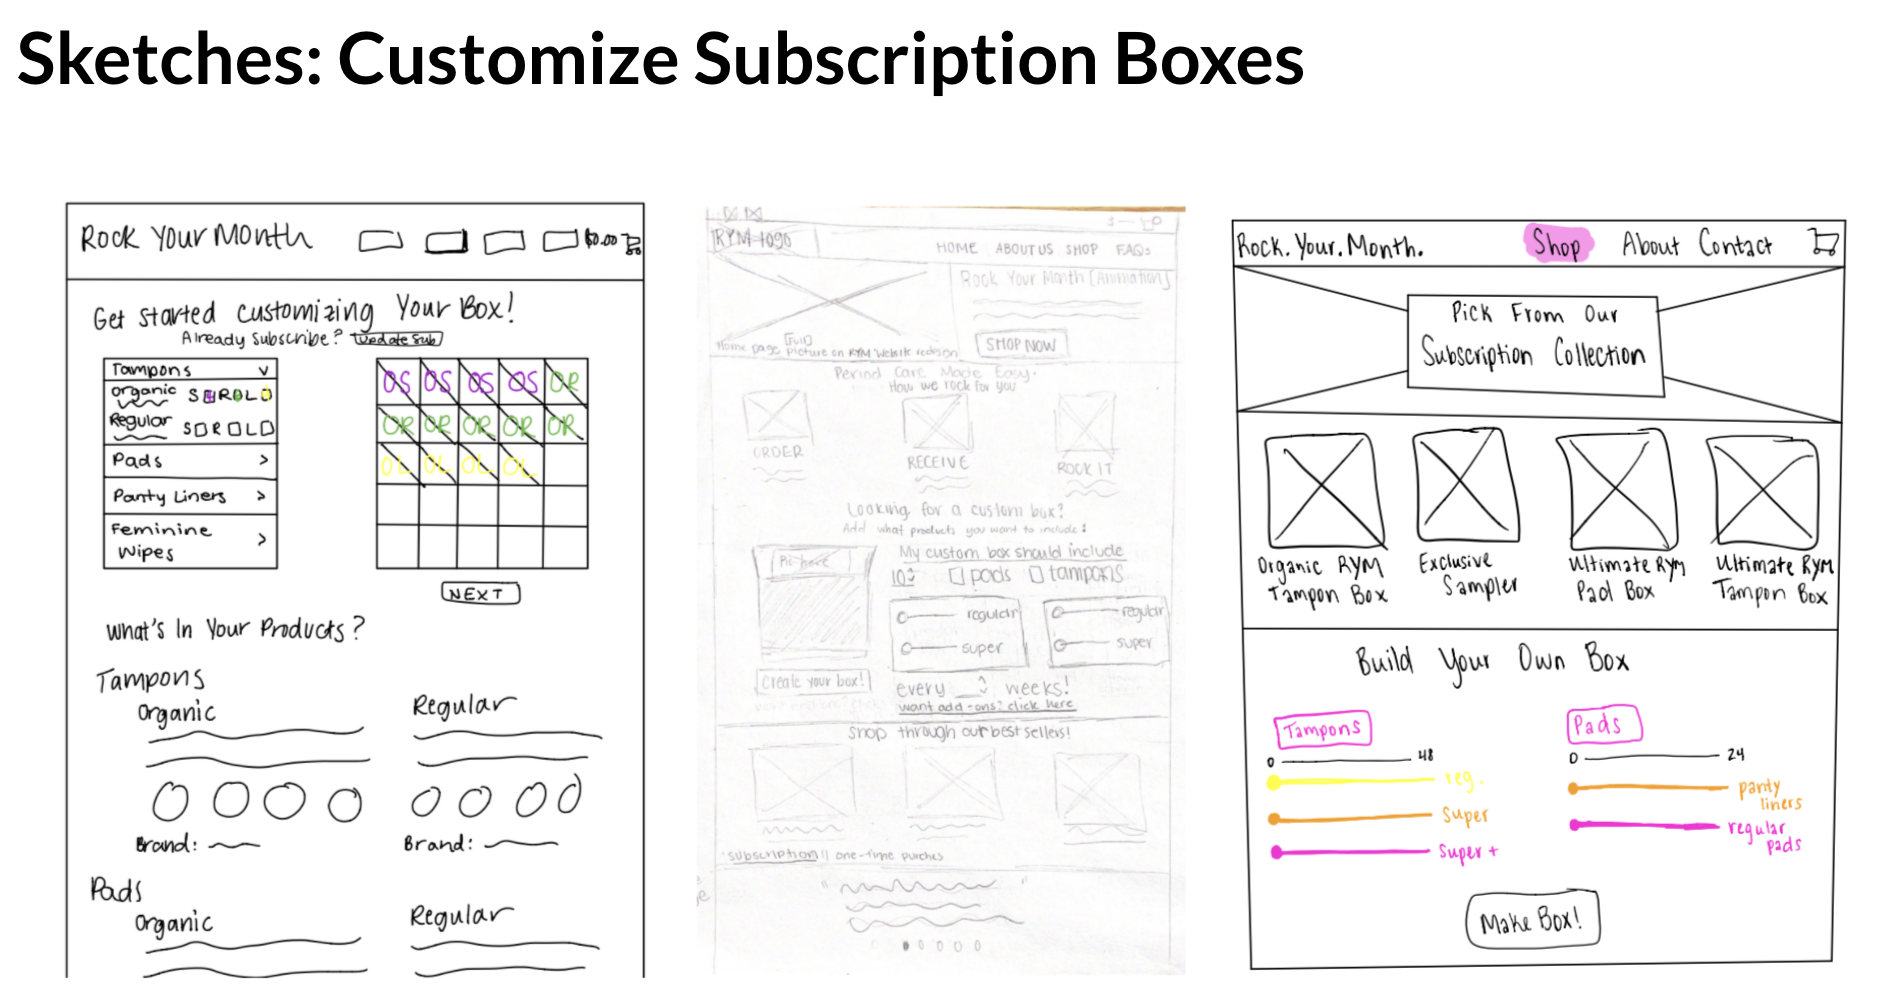 Sketches: Customize Subscription Boxes
Rock Your Month
$0.00
Get started customizing Your Box!
Already Subscribe? Update Sub
Tampons v
organic S R L
Regular S R L
Pads >
Panty Liners >
Feminine Wipes >
OS OS OS OS OR
OR OR OR OR OR
OL OL OL OL
NEXT
What's In Your Products?
Tampons
Organic
Regular
Brand:
Brand:
Pads
Organic
Regular
RYM logo
HOME ABOUT US SHOP FAQs
Rock Your Month [Animation]
[Full]
Home page picture on RYM Website redesign
SHOP NOW
Period Care Made Easy.
How we rock for you
ORDER
RECEIVE
ROCK IT
Looking for a custom box?
Add what products you want to include!
Pic here
My custom box should include
10 pods tampons
regular
super
regular
super
Create your box!
every __ weeks!
want add-ons? click here
Shop through our best sellers!
subscription || one-time purches
Rock. Your. Month.
Shop About Contact
Pick From Our
Subscription Collection
Organic RYM
Tampon Box
Exclusive
Sampler
Ultimate RYM
Pad Box
Ultimate RYM
Tampon Box
Build Your Own Box
Tampons
0 48
reg.
Super
Super +
Pads
0 24
panty
liners
regular
pads
Make Box!